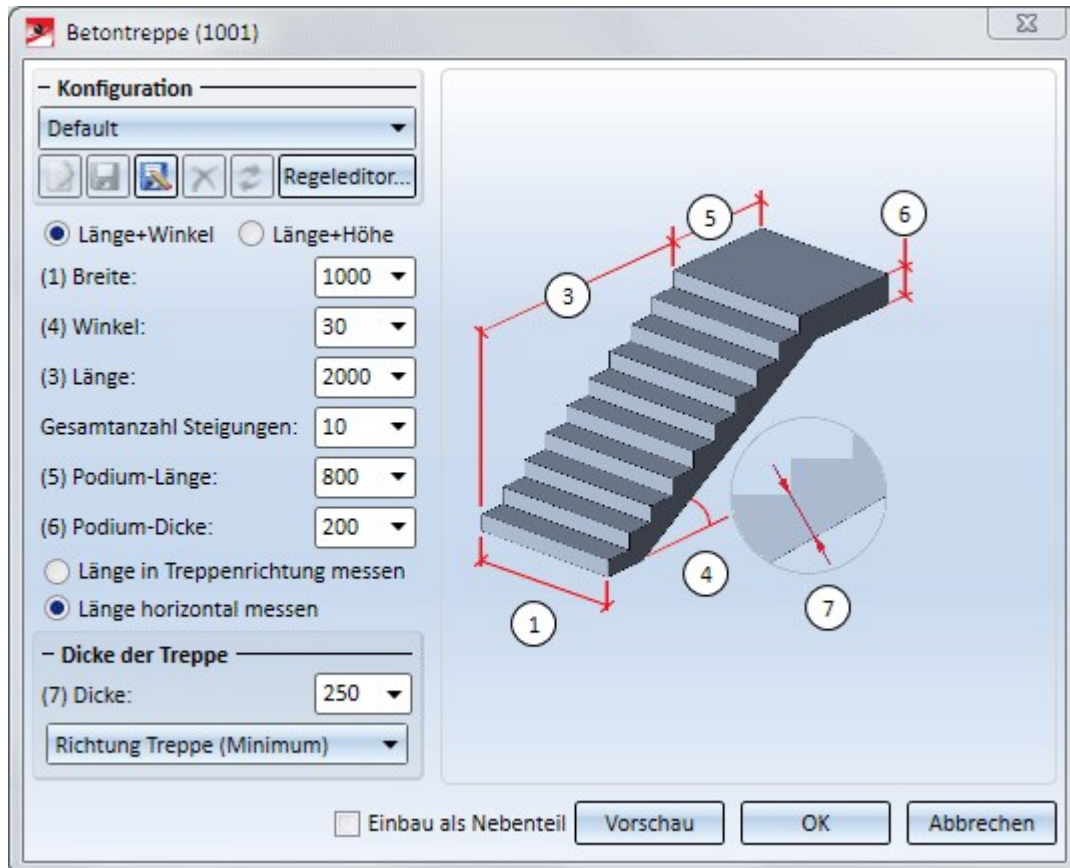 Betontreppe (1001)
Konfiguration
Default
Regeleditor...
Länge+Winkel Länge+Höhe
(1) Breite: 1000
(4) Winkel: 30
(3) Länge: 2000
Gesamtanzahl Steigungen: 10
(5) Podium-Länge: 800
(6) Podium-Dicke: 200
Länge in Treppenrichtung messen
Länge horizontal messen
Dicke der Treppe
(7) Dicke: 250
Richtung Treppe (Minimum)
5
6
3
4
1
7
Einbau als Nebenteil Vorschau OK Abbrechen